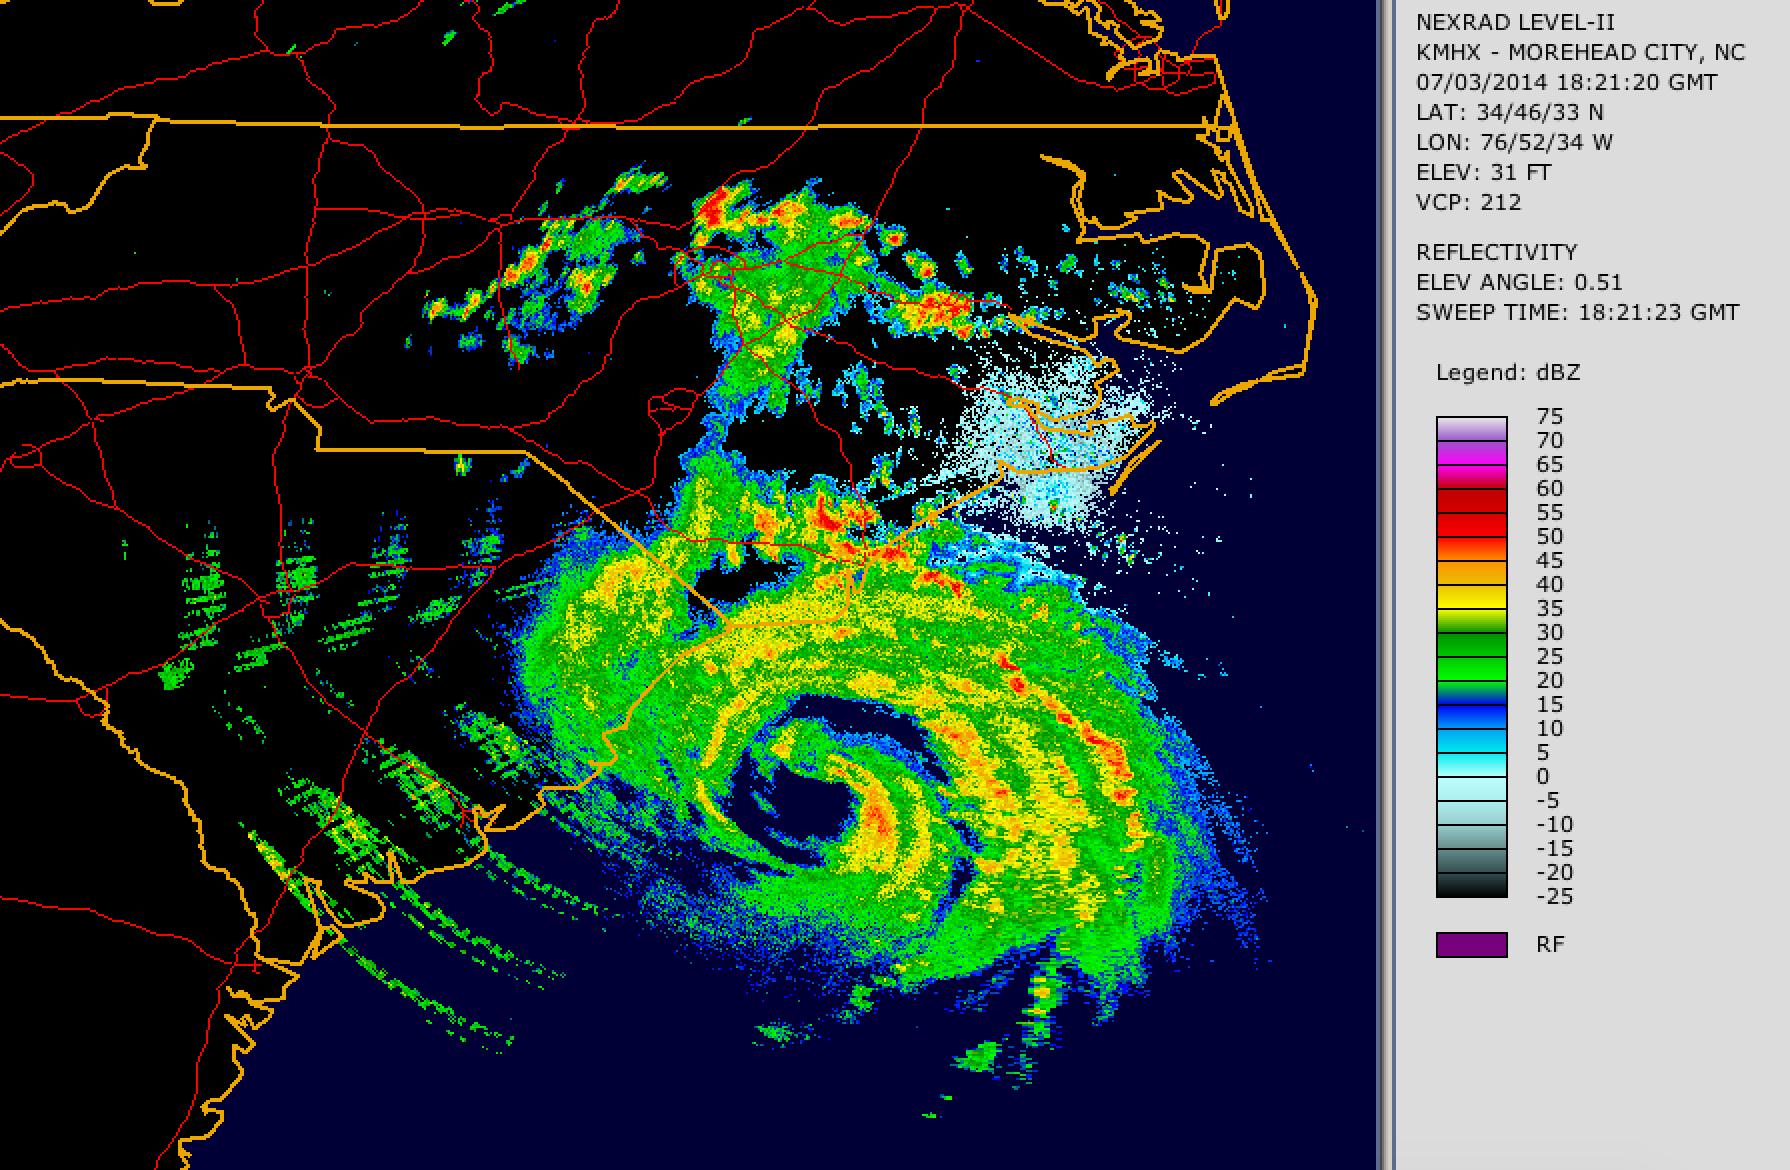 NEXRAD LEVEL-II
KMHX - MOREHEAD CITY, NC
07/03/2014 18:21:20 GMT
LAT: 34/46/33 N
LON: 76/52/34 W
ELEV: 31 FT
VCP: 212
REFLECTIVITY
ELEV ANGLE: 0.51
SWEEP TIME: 18:21:23 GMT
Legend: dBZ
75
70
65
60
55
50
45
40
35
30
25
20
15
10
5
0
-5
-10
-15
-20
-25
RF